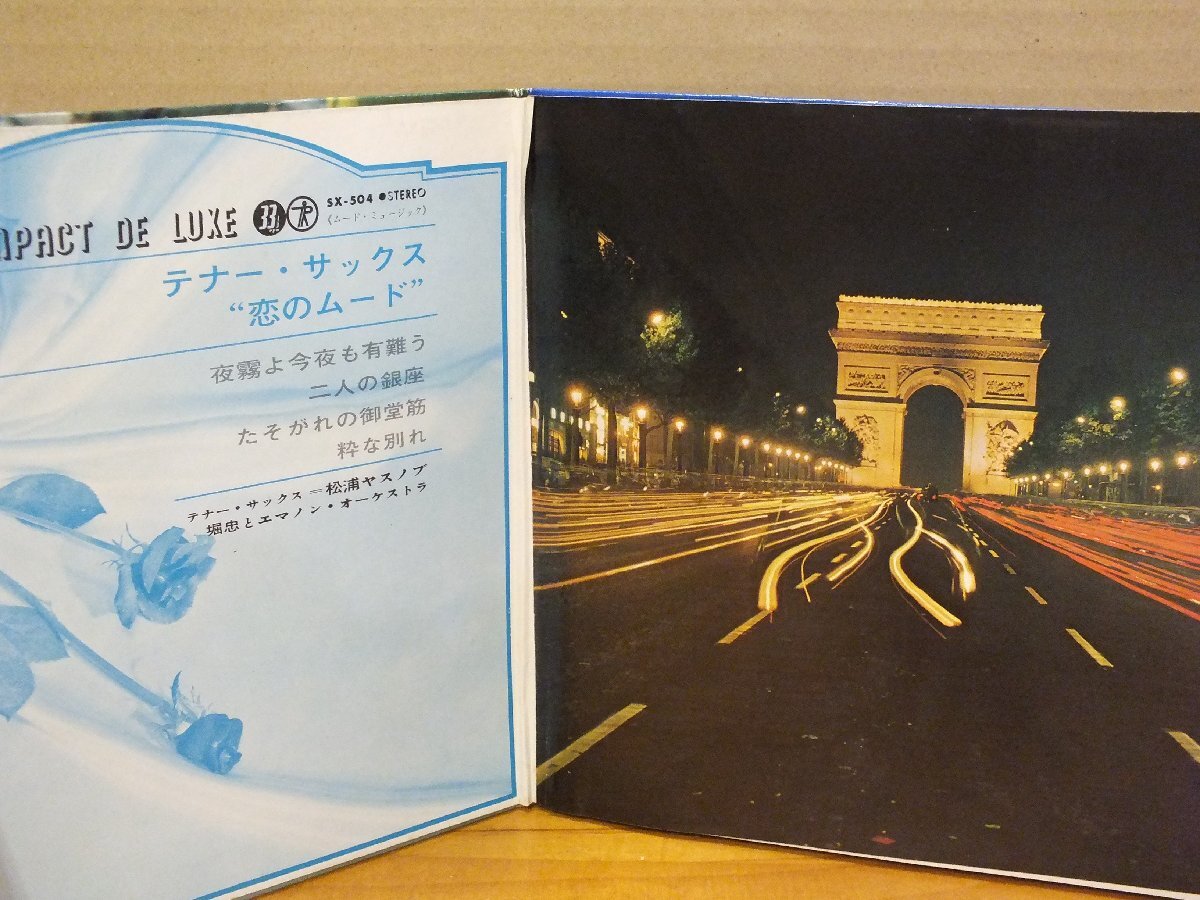 SX-504 ●STEREO
MPACT DE LUXE 33
《ムード・ミュージック》
テナー・サックス
“恋のムード”
夜霧よ今夜も有難う
二人の銀座
たそがれの御堂筋
粋な別れ
テナー・サックス=松浦ヤスノブ
堀忠とエマノン・オーケストラ